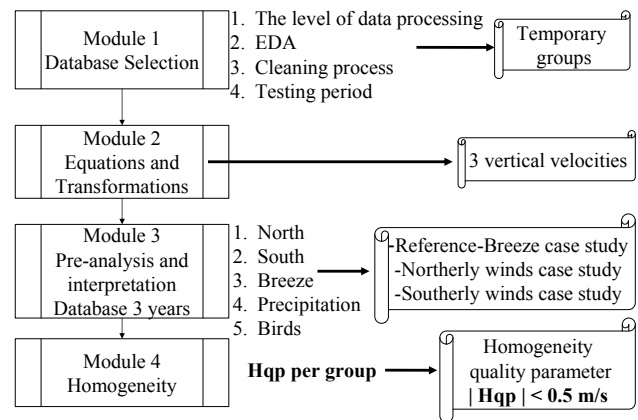 Module 1
Database Selection
1. The level of data processing
2. EDA
3. Cleaning process
4. Testing period
Temporary
groups
Module 2
Equations and
Transformations
3 vertical velocities
Module 3
Pre-analysis and
interpretation
Database 3 years
1. North
2. South
3. Breeze
4. Precipitation
5. Birds
-Reference-Breeze case study
-Northerly winds case study
-Southerly winds case study
Module 4
Homogeneity
Hqp per group
Homogeneity
quality parameter
| Hqp | < 0.5 m/s